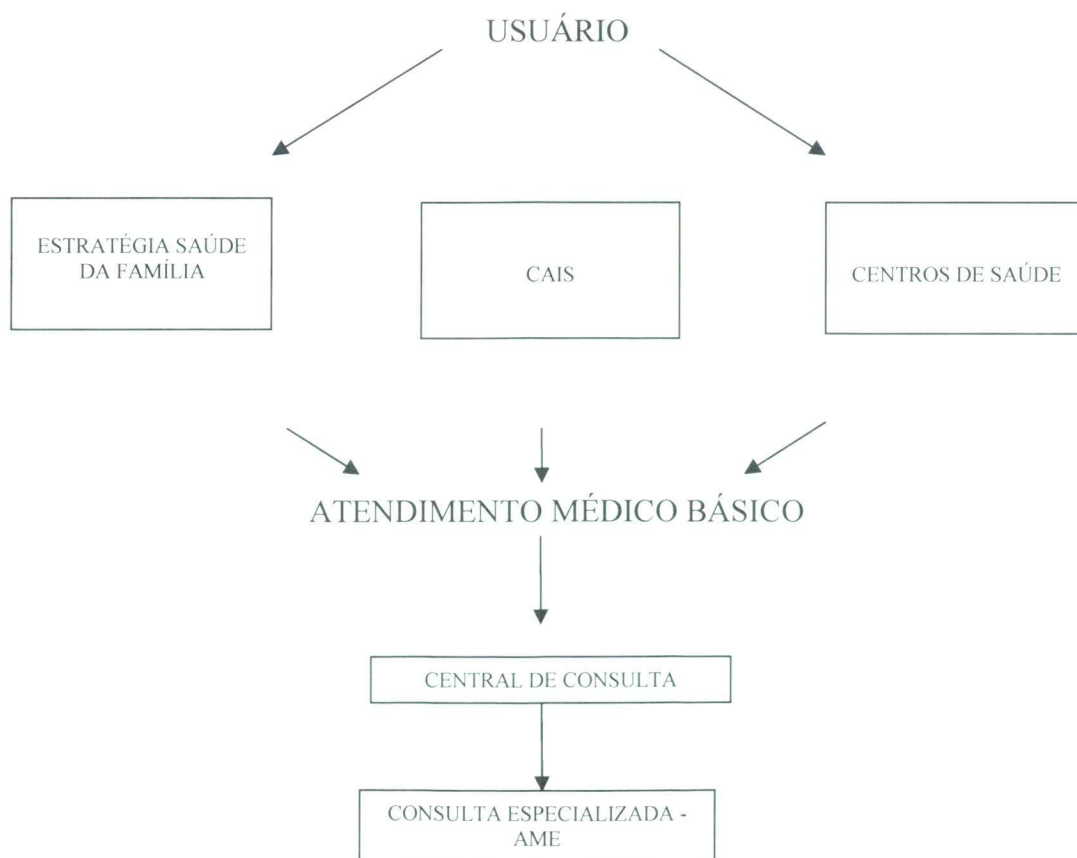 USUÁRIO
ESTRATÉGIA SAÚDE
DA FAMÍLIA
CAIS
CENTROS DE SAÚDE
ATENDIMENTO MÉDICO BÁSICO
CENTRAL DE CONSULTA
CONSULTA ESPECIALIZADA -
AME